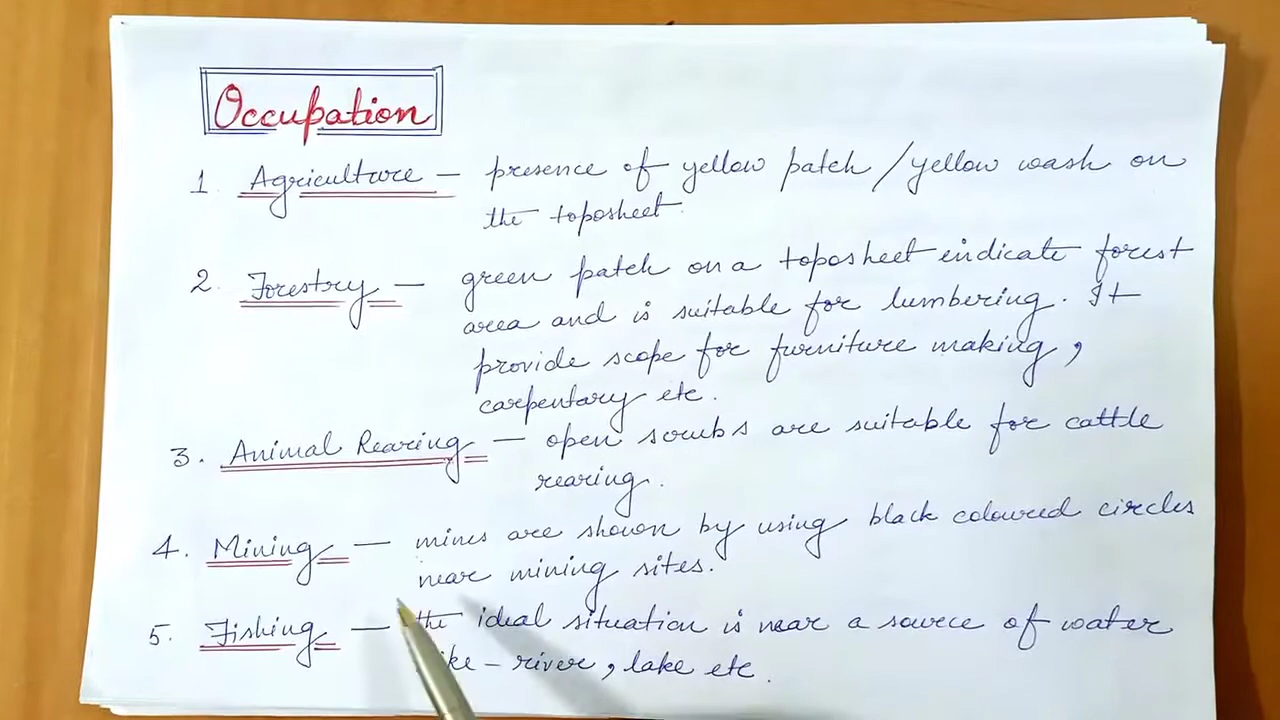 Occupation
1. Agriculture – presence of yellow patch / yellow wash on
the toposheet.
2. Forestry – green patch on a toposheet indicate forest
area and is suitable for lumbering. It
provide scope for furniture making,
carpentary etc.
3. Animal Rearing – open scrubs are suitable for cattle
rearing.
4. Mining – mines are shown by using black coloured circles
near mining sites.
5. Fishing – the ideal situation is near a source of water
ike – river, lake etc.